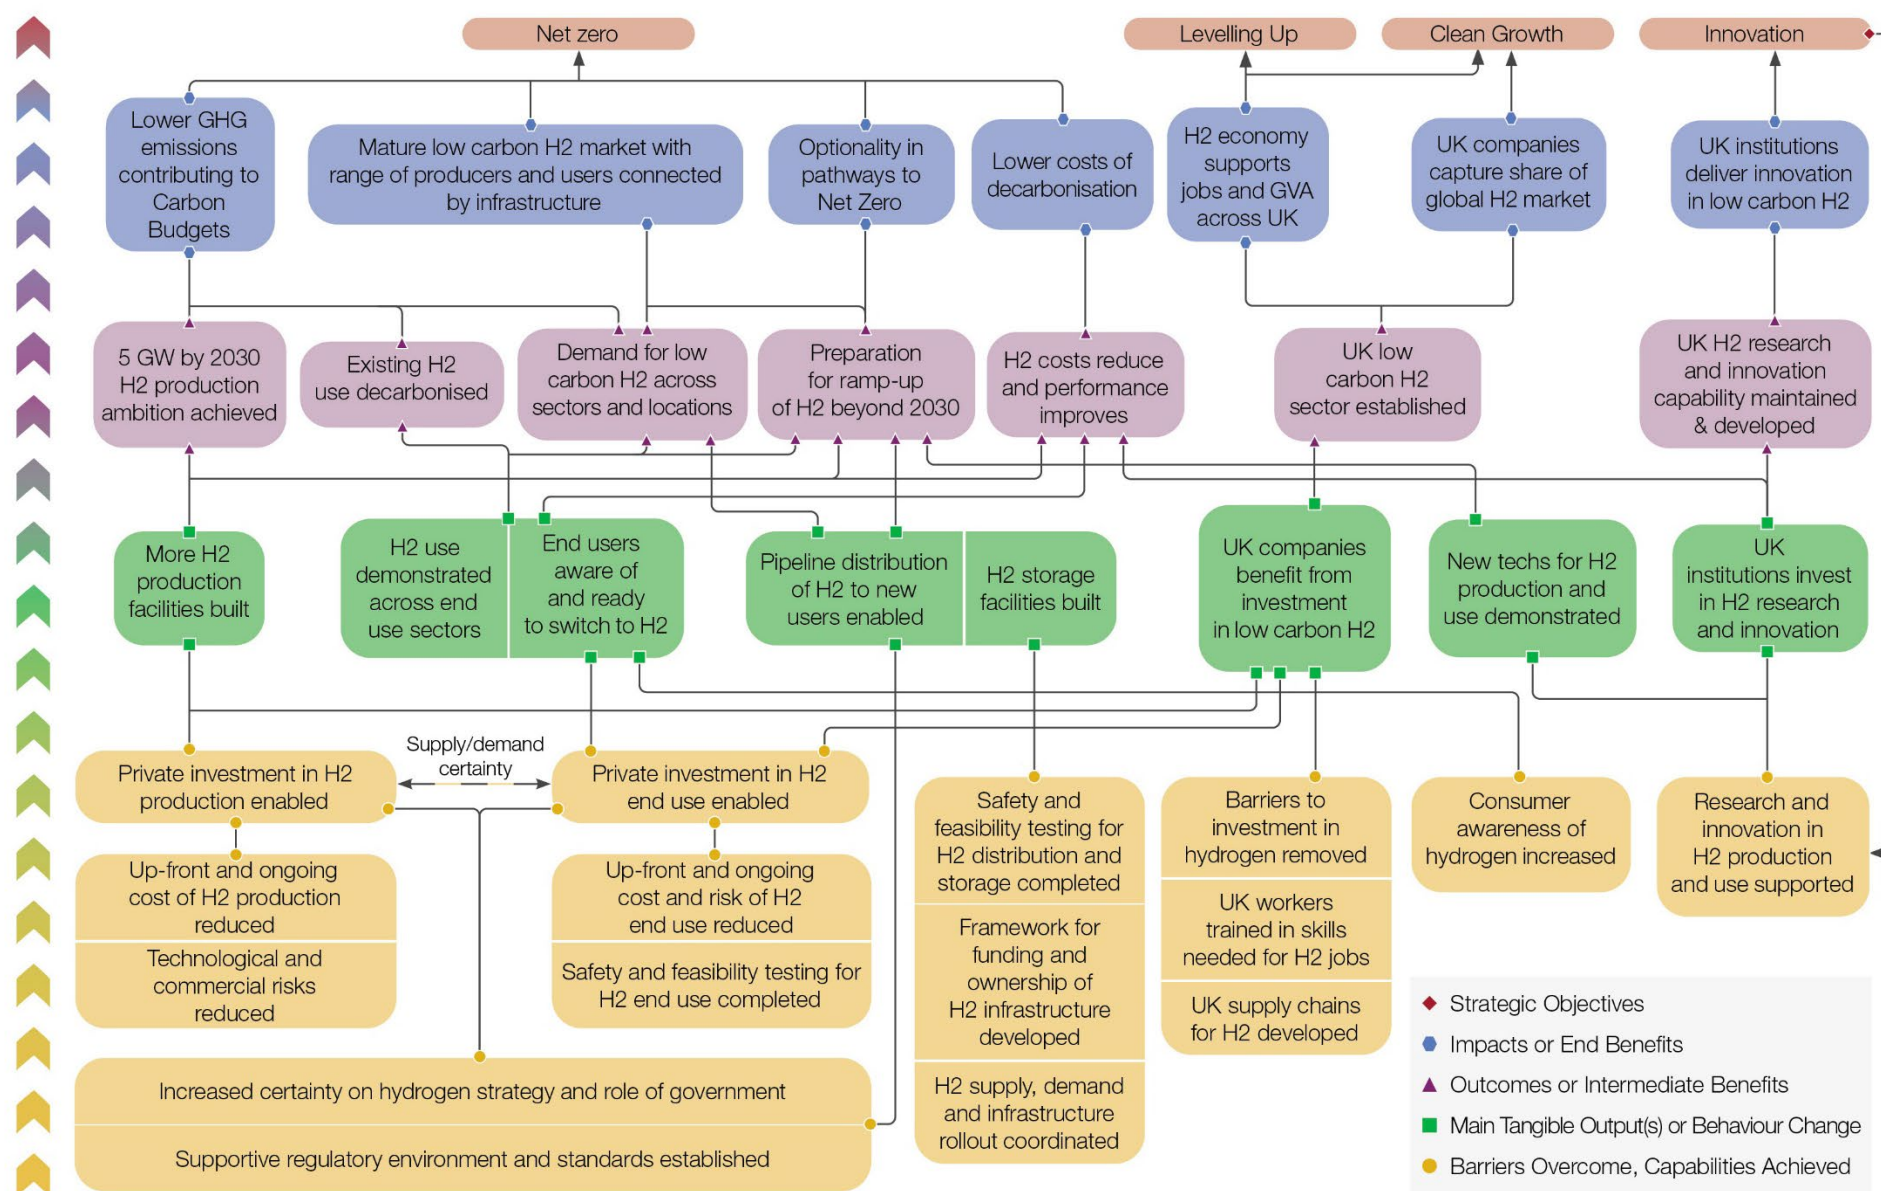 Net zero
Levelling Up
Clean Growth
Innovation
Lower GHG
emissions
contributing to
Carbon
Budgets
Mature low carbon H2 market with
range of producers and users connected
by infrastructure
Optionality in
pathways to
Net Zero
Lower costs of
decarbonisation
H2 economy
supports
jobs and GVA
across UK
UK companies
capture share of
global H2 market
UK institutions
deliver innovation
in low carbon H2
5 GW by 2030
H2 production
ambition achieved
Existing H2
use decarbonised
Demand for low
carbon H2 across
sectors and locations
Preparation
for ramp-up
of H2 beyond 2030
H2 costs reduce
and performance
improves
UK low
carbon H2
sector established
UK H2 research
and innovation
capability maintained
& developed
More H2
production
facilities built
H2 use
demonstrated
across end
use sectors
End users
aware of
and ready
to switch to H2
Pipeline distribution
of H2 to new
users enabled
H2 storage
facilities built
UK companies
benefit from
investment
in low carbon H2
New techs for H2
production and
use demonstrated
UK
institutions invest
in H2 research
and innovation
Private investment in H2
production enabled
Supply/demand
certainty
Private investment in H2
end use enabled
Up-front and ongoing
cost of H2 production
reduced
Technological and
commercial risks
reduced
Up-front and ongoing
cost and risk of H2
end use reduced
Safety and feasibility testing for
H2 end use completed
Safety and
feasibility testing for
H2 distribution and
storage completed
Framework for
funding and
ownership of
H2 infrastructure
developed
H2 supply, demand
and infrastructure
rollout coordinated
Barriers to
investment in
hydrogen removed
UK workers
trained in skills
needed for H2 jobs
UK supply chains
for H2 developed
Consumer
awareness of
hydrogen increased
Research and
innovation in
H2 production
and use supported
Increased certainty on hydrogen strategy and role of government
Supportive regulatory environment and standards established
Strategic Objectives
Impacts or End Benefits
Outcomes or Intermediate Benefits
Main Tangible Output(s) or Behaviour Change
Barriers Overcome, Capabilities Achieved